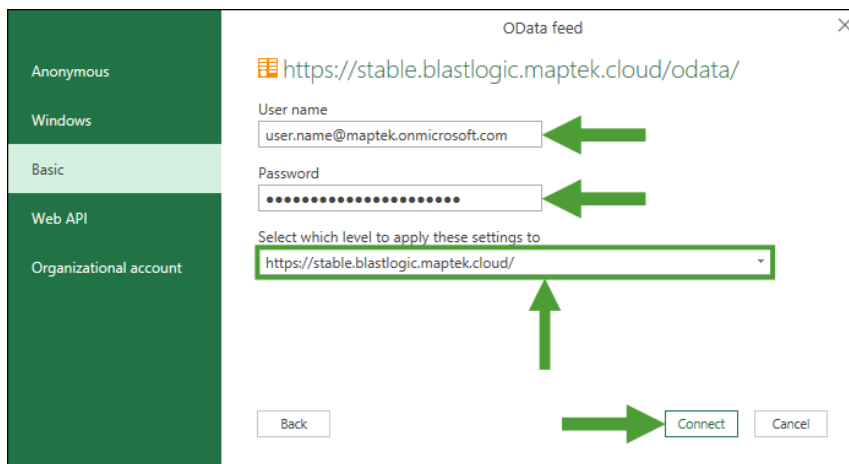 OData feed
Anonymous
Windows
Basic
Web API
Organizational account
https://stable.blastlogic.maptek.cloud/odata/
User name
user.name@maptek.onmicrosoft.com
Password
Select which level to apply these settings to
https://stable.blastlogic.maptek.cloud/
Back
Connect
Cancel